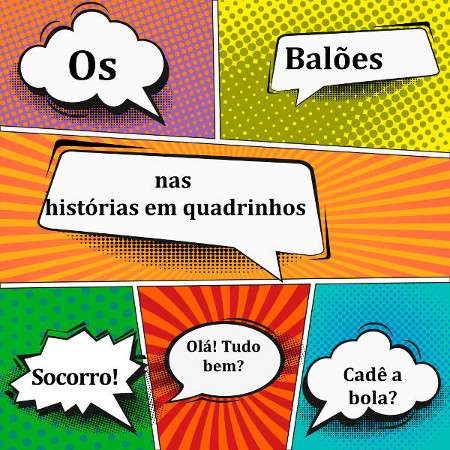 Os
Balões
nas
histórias em quadrinhos
Socorro!
Olá! Tudo
bem?
Cadê a
bola?